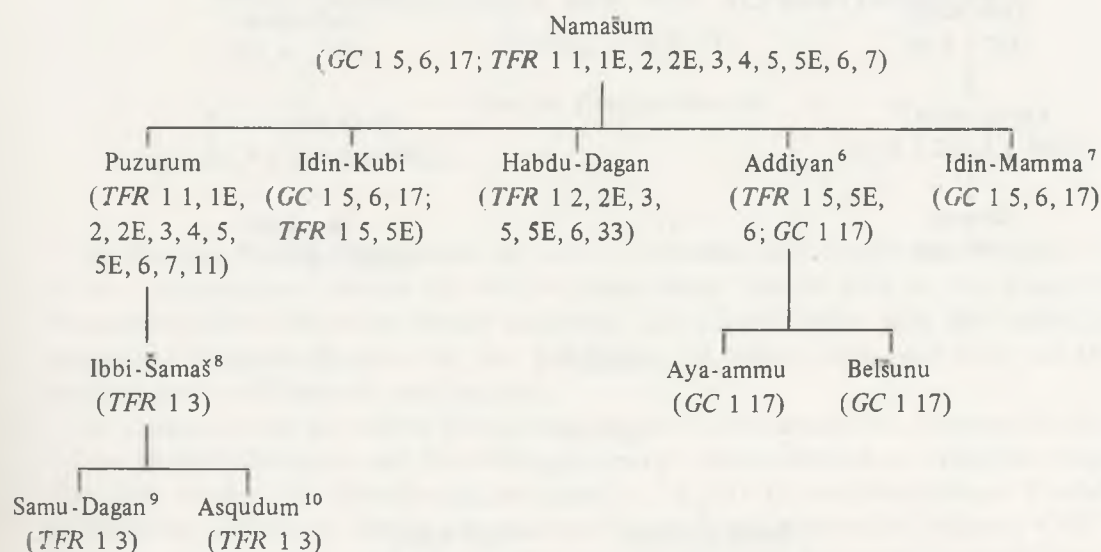 Namašum
(GC 1 5, 6, 17; TFR 1 1, 1E, 2, 2E, 3, 4, 5, 5E, 6, 7)
Puzurum Idin-Kubi Habdu-Dagan Addiyan⁶ Idin-Mamma⁷
(TFR 1 1, 1E, (GC 1 5, 6, 17; (TFR 1 2, 2E, 3, (TFR 1 5, 5E, (GC 1 5, 6, 17)
2, 2E, 3, 4, 5, TFR 1 5, 5E) 5, 5E, 6, 33) 6; GC 1 17)
5E, 6, 7, 11)
Ibbi-Šamaš⁸ Aya-ammu Belšunu
(TFR 1 3) (GC 1 17) (GC 1 17)
Samu-Dagan⁹ Asqudum¹⁰
(TFR 1 3) (TFR 1 3)